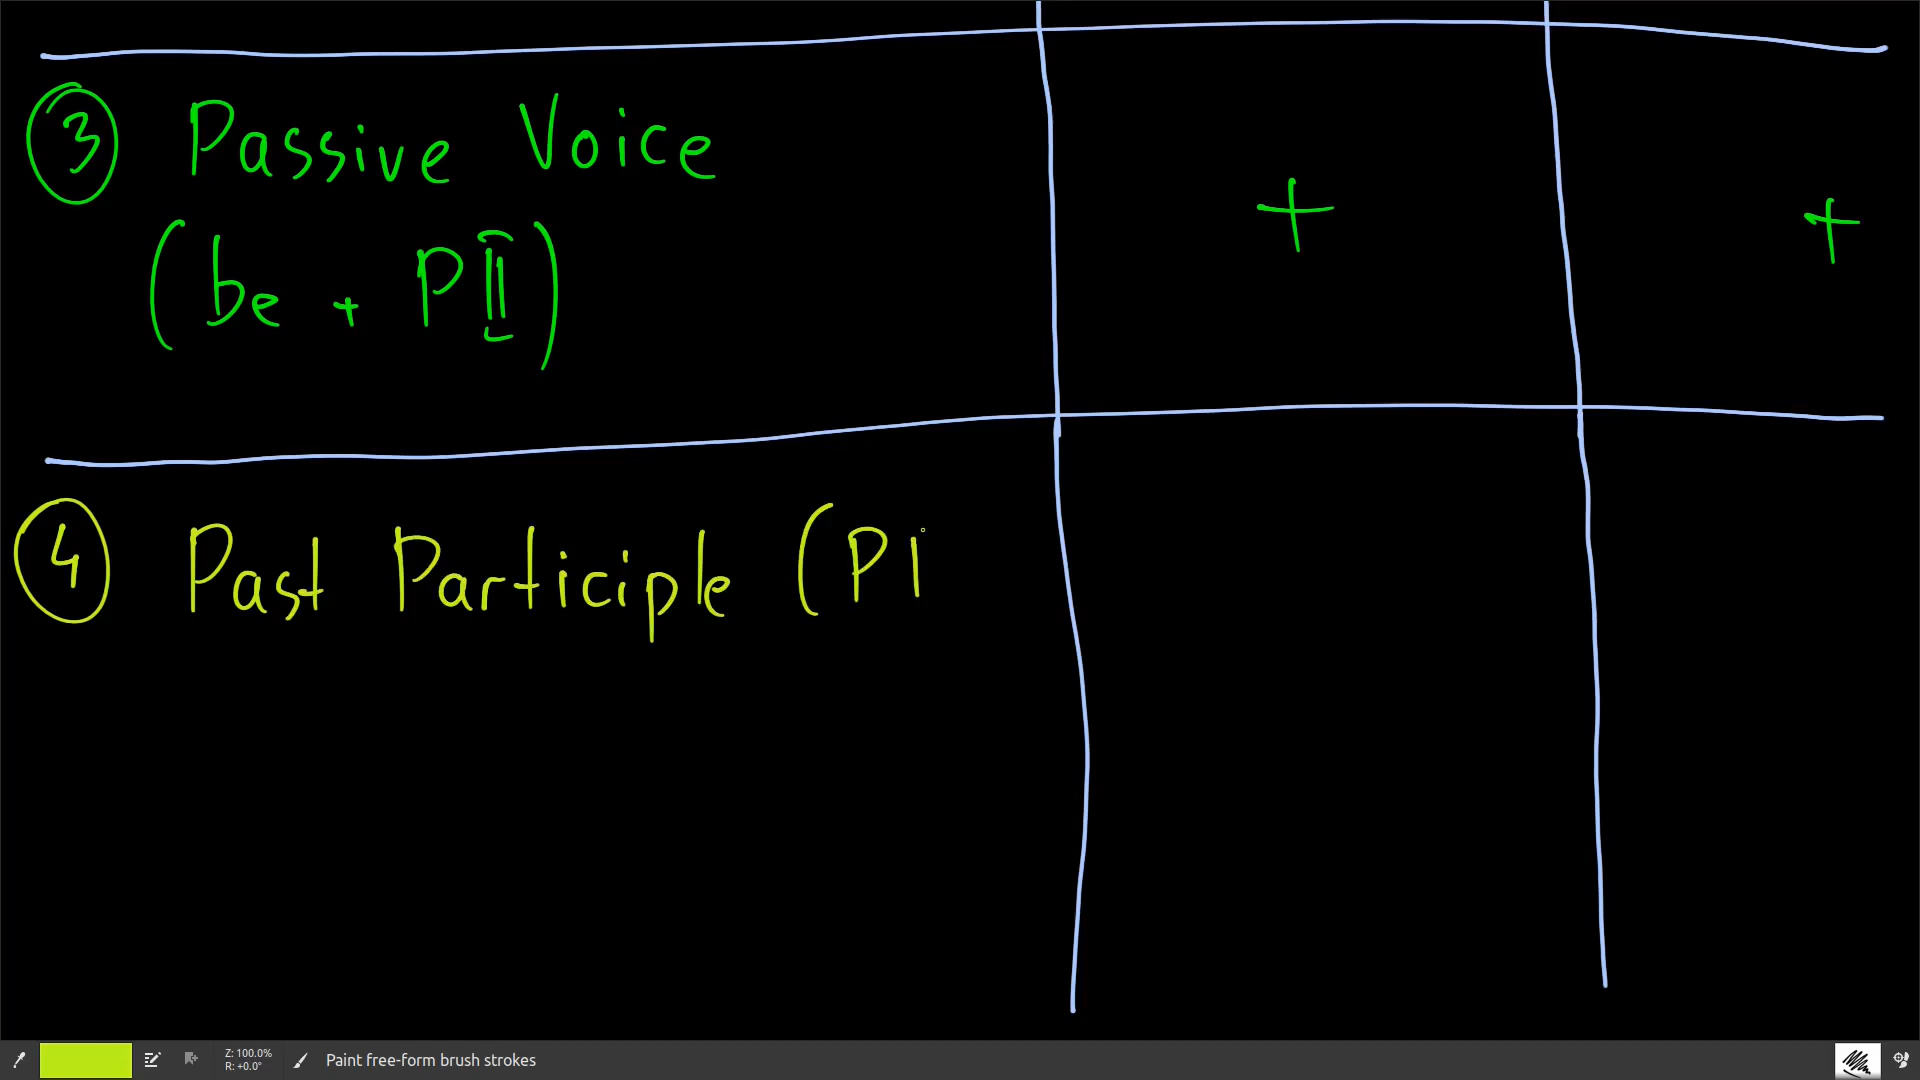 3 Passive Voice + +
(be + PII)
4 Past Participle (PI
Z: 100.0%
R: +0.0°
Paint free-form brush strokes